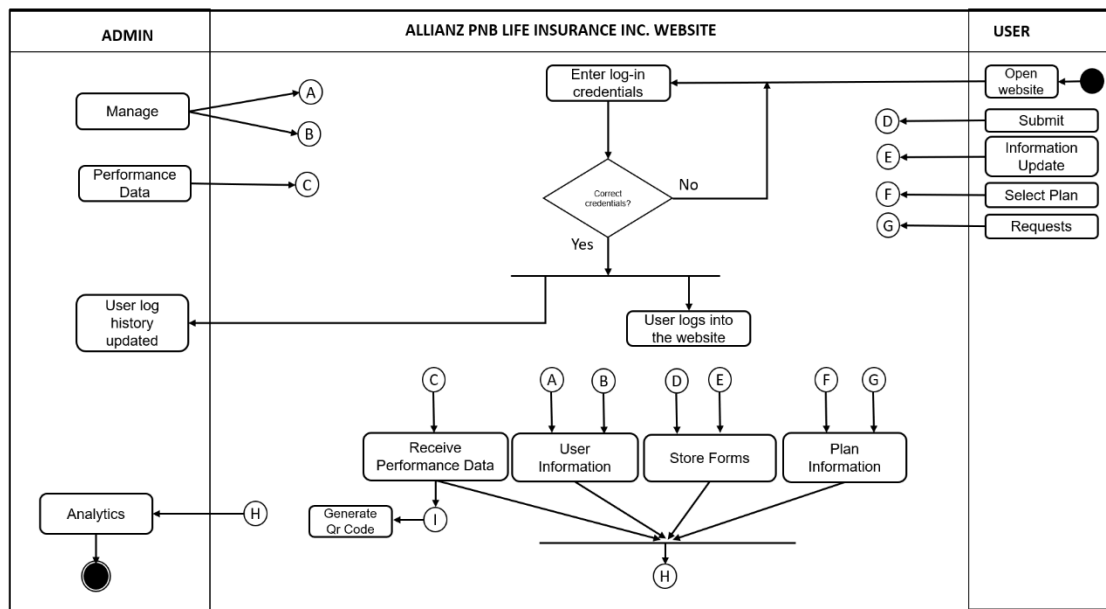 ADMIN
ALLIANZ PNB LIFE INSURANCE INC. WEBSITE
USER
Enter log-in
credentials
Open
website
Manage
A
B
D
Submit
E
Information
Update
Performance
Data
C
Correct
credentials?
No
F
Select Plan
G
Requests
Yes
User log
history
updated
User logs into
the website
C
A
B
D
E
F
G
Receive
Performance Data
User
Information
Store Forms
Plan
Information
Analytics
H
Generate
Qr Code
I
H